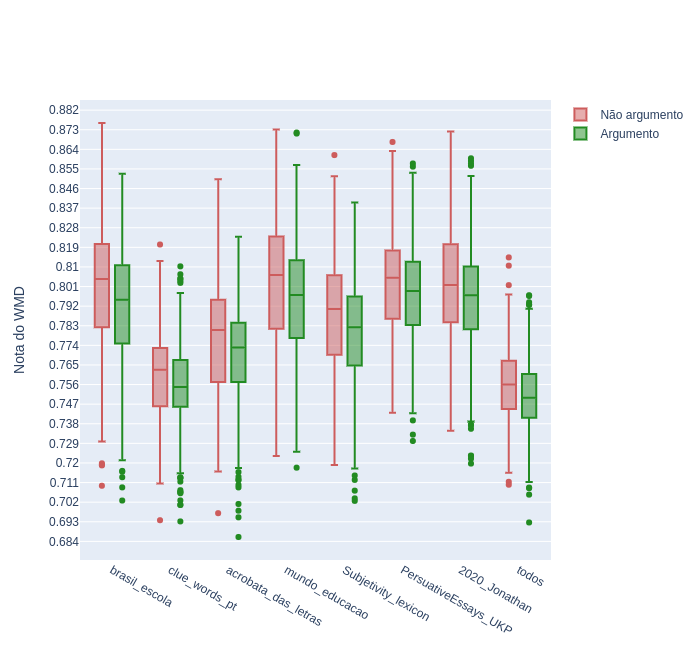 Não argumento
Argumento
Nota do WMD
0.882
0.873
0.864
0.855
0.846
0.837
0.828
0.819
0.81
0.801
0.792
0.783
0.774
0.765
0.756
0.747
0.738
0.729
0.72
0.711
0.702
0.693
0.684
brasil_escola
clue_words_pt
acrobata_das_letras
mundo_educacao
Subjetivity_lexicon
PersuativeEssays_UKP
2020_Jonathan
todos